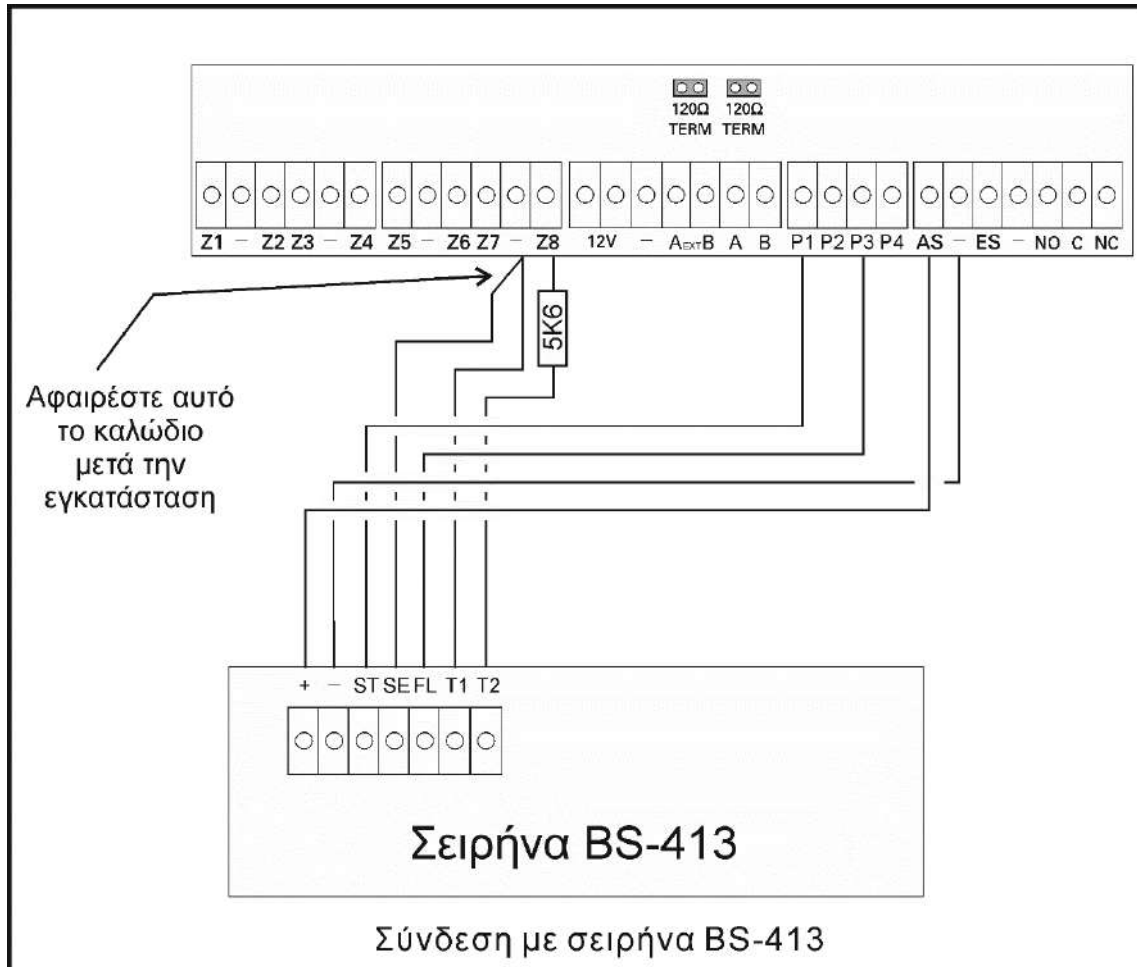 120Ω 120Ω
TERM TERM
Z1 – Z2 Z3 – Z4 Z5 – Z6 Z7 – Z8 12V – AEXTB A B P1 P2 P3 P4 AS – ES – NO C NC
5K6
Αφαιρέστε αυτό
το καλώδιο
μετά την
εγκατάσταση
+ – ST SE FL T1 T2
Σειρήνα BS-413
Σύνδεση με σειρήνα BS-413